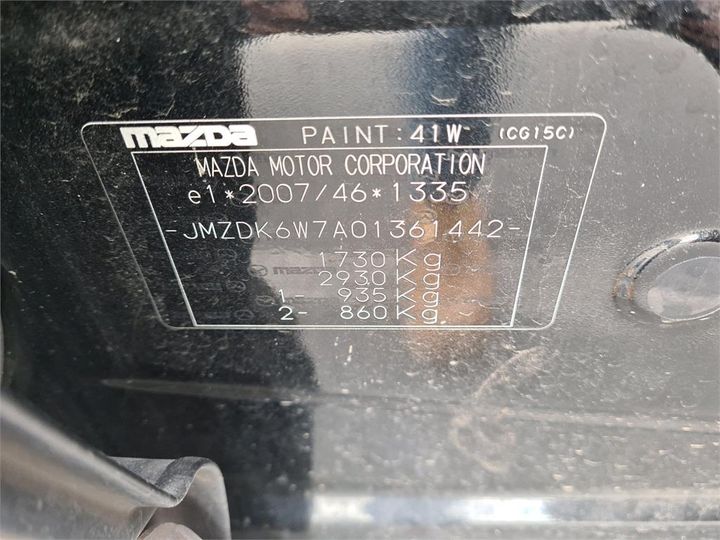 mazda PAINT: 41W (CG15C)
MAZDA MOTOR CORPORATION
e1*2007/46*1335
-JMZDK6W7A01361442-
1730Kg
2930Kg
1- 935Kg
2- 860Kg